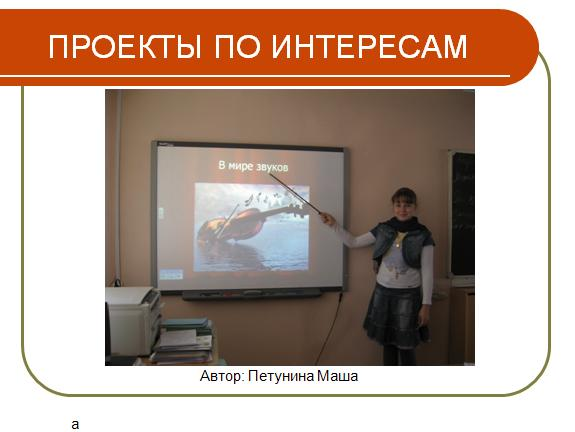 ПРОЕКТЫ ПО ИНТЕРЕСАМ
В мире звуков
Автор: Петунина Маша
а